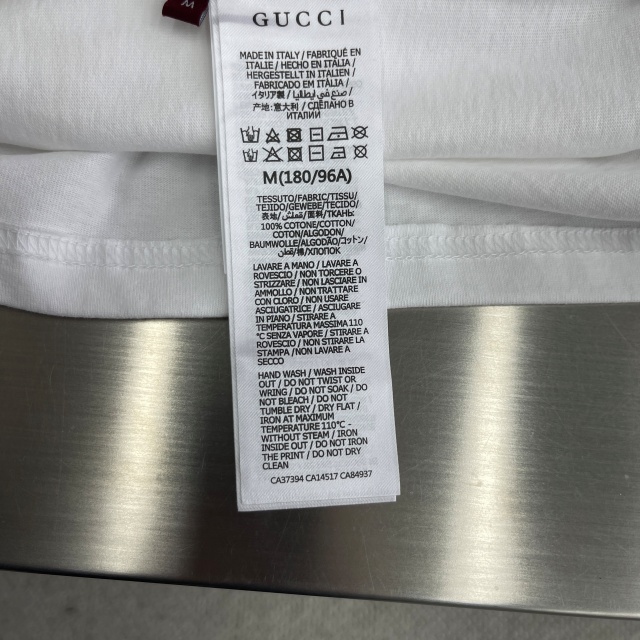 M
GUCCI
MADE IN ITALY / FABRIQUÉ EN
ITALIE / HECHO EN ITALIA /
HERGESTELLT IN ITALIEN /
FABRICADO EM ITALIA /
イタリア製 / صنع في إيطاليا /
产地:意大利 / СДЕЛАНО В
ИТАЛИИ
M(180/96A)
TESSUTO/FABRIC/TISSU/
TEJIDO/GEWEBE/TECIDO/
表地/قماش/面料/ТКАНЬ:
100% COTONE/COTTON/
COTTON/ALGODON/
BAUMWOLLE/ALGODÃO/コットン/
قطن/棉/ХЛОПОК
LAVARE A MANO / LAVARE A
ROVESCIO / NON TORCERE O
STRIZZARE / NON LASCIARE IN
AMMOLLO / NON TRATTARE
CON CLORO / NON USARE
ASCIUGATRICE / ASCIUGARE
IN PIANO / STIRARE A
TEMPERATURA MASSIMA 110
°C SENZA VAPORE / STIRARE A
ROVESCIO / NON STIRARE LA
STAMPA / NON LAVARE A
SECCO
HAND WASH / WASH INSIDE
OUT / DO NOT TWIST OR
WRING / DO NOT SOAK / DO
NOT BLEACH / DO NOT
TUMBLE DRY / DRY FLAT /
IRON AT MAXIMUM
TEMPERATURE 110℃ -
WITHOUT STEAM / IRON
INSIDE OUT / DO NOT IRON
THE PRINT / DO NOT DRY
CLEAN
CA37394 CA14517 CA84937